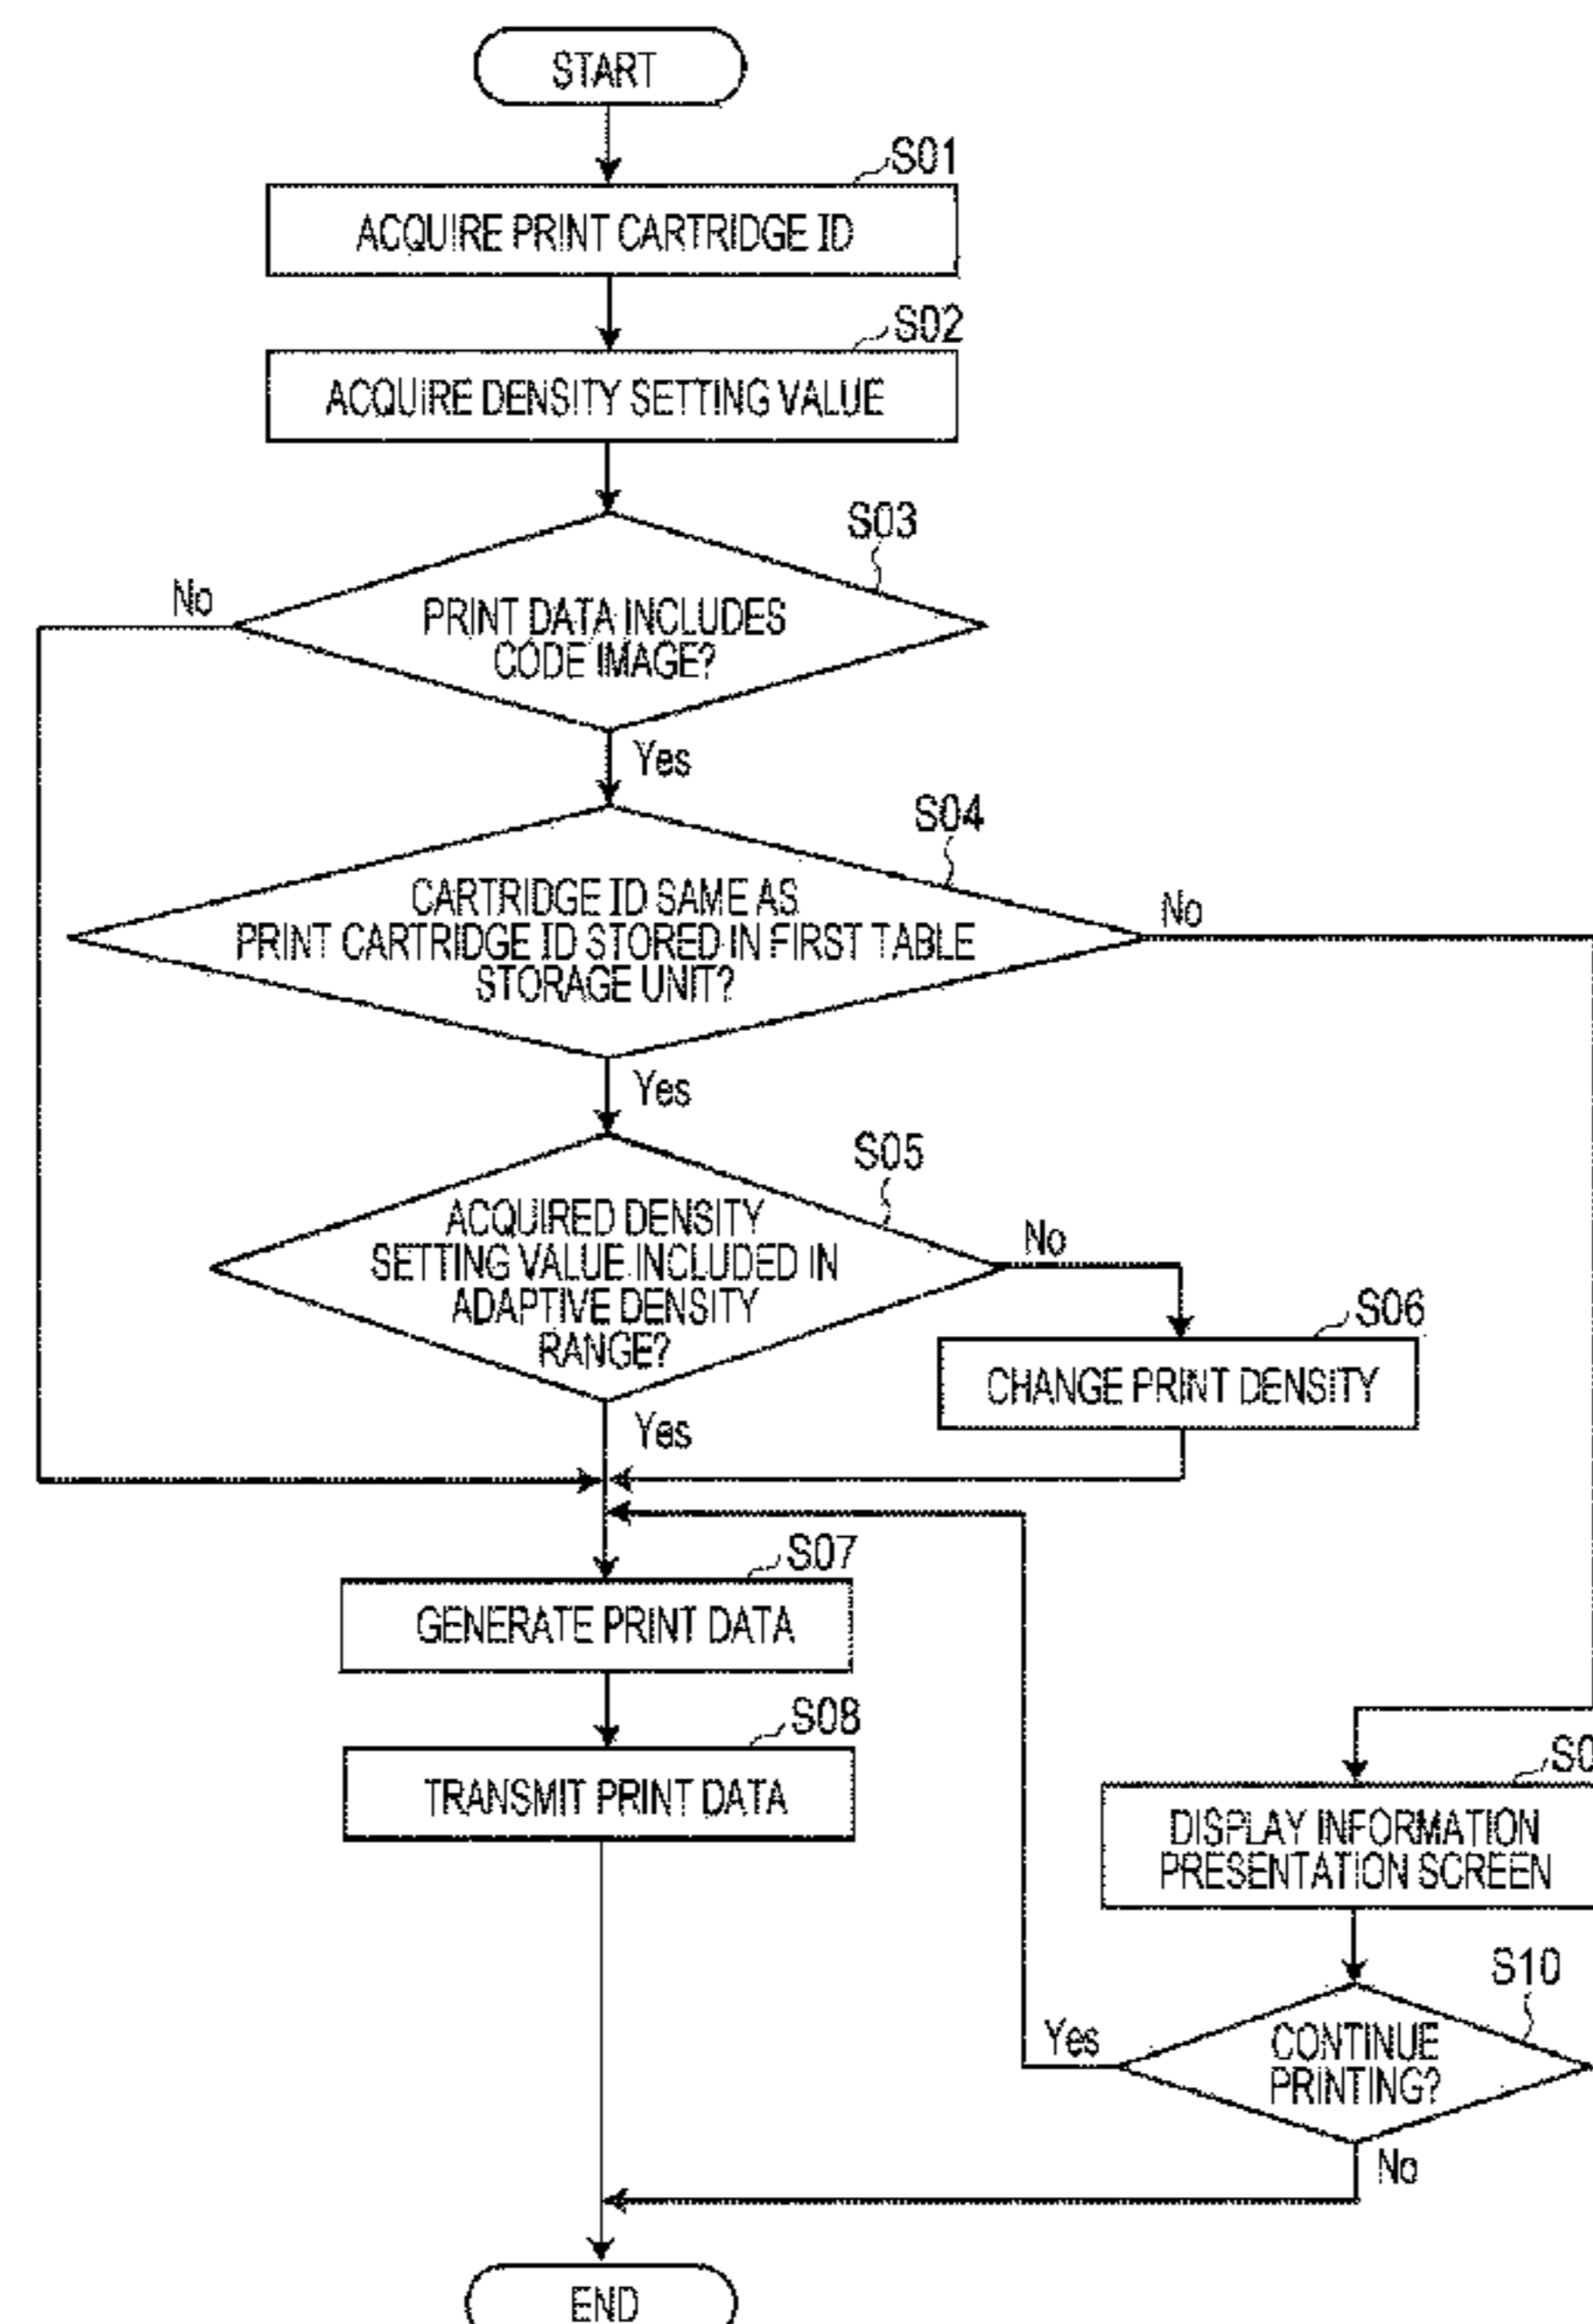 START
S01
ACQUIRE PRINT CARTRIDGE ID
S02
ACQUIRE DENSITY SETTING VALUE
S03
No
PRINT DATA INCLUDES
CODE IMAGE?
Yes
S04
No
CARTRIDGE ID SAME AS
PRINT CARTRIDGE ID STORED IN FIRST TABLE
STORAGE UNIT?
Yes
S05
No
ACQUIRED DENSITY
SETTING VALUE INCLUDED IN
ADAPTIVE DENSITY
RANGE?
S06
CHANGE PRINT DENSITY
Yes
S07
GENERATE PRINT DATA
S08
TRANSMIT PRINT DATA
DISPLAY INFORMATION
PRESENTATION SCREEN
S10
Yes
CONTINUE
PRINTING?
No
END